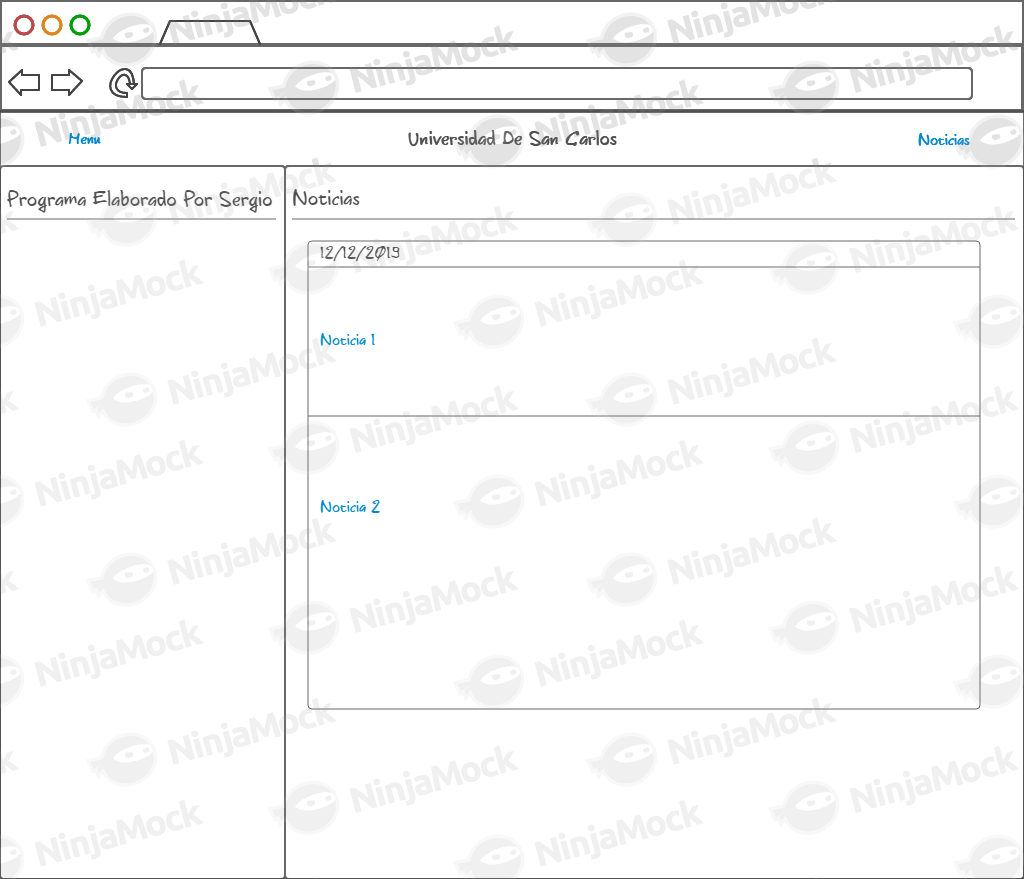 Menu
Universidad De San Carlos
Noticias
Programa Elaborado Por Sergio
Noticias
12/12/2019
Noticia 1
Noticia 2
NinjaMock